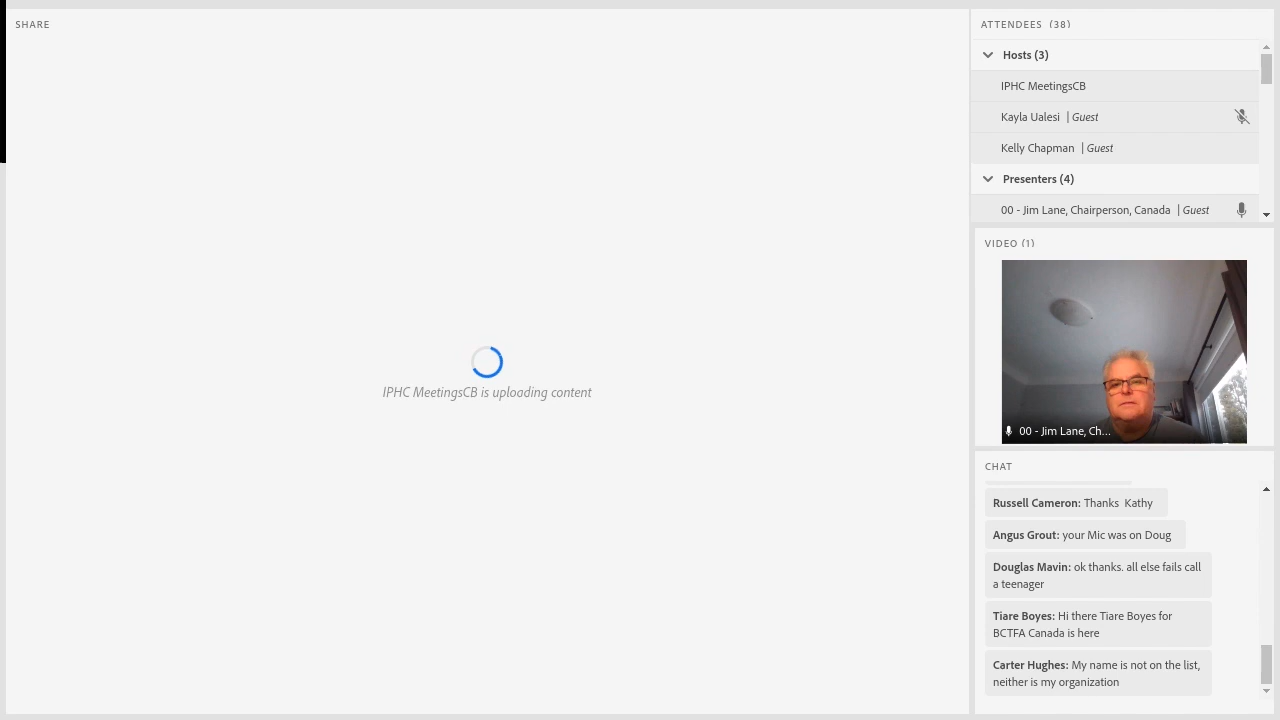 SHARE
IPHC MeetingsCB is uploading content
ATTENDEES (38)
Hosts (3)
IPHC MeetingsCB
Kayla Ualesi | Guest
Kelly Chapman | Guest
Presenters (4)
00 - Jim Lane, Chairperson, Canada | Guest
VIDEO (1)
00 - Jim Lane, Ch...
CHAT
Russell Cameron: Thanks Kathy
Angus Grout: your Mic was on Doug
Douglas Mavin: ok thanks. all else fails call
a teenager
Tiare Boyes: Hi there Tiare Boyes for
BCTFA Canada is here
Carter Hughes: My name is not on the list,
neither is my organization